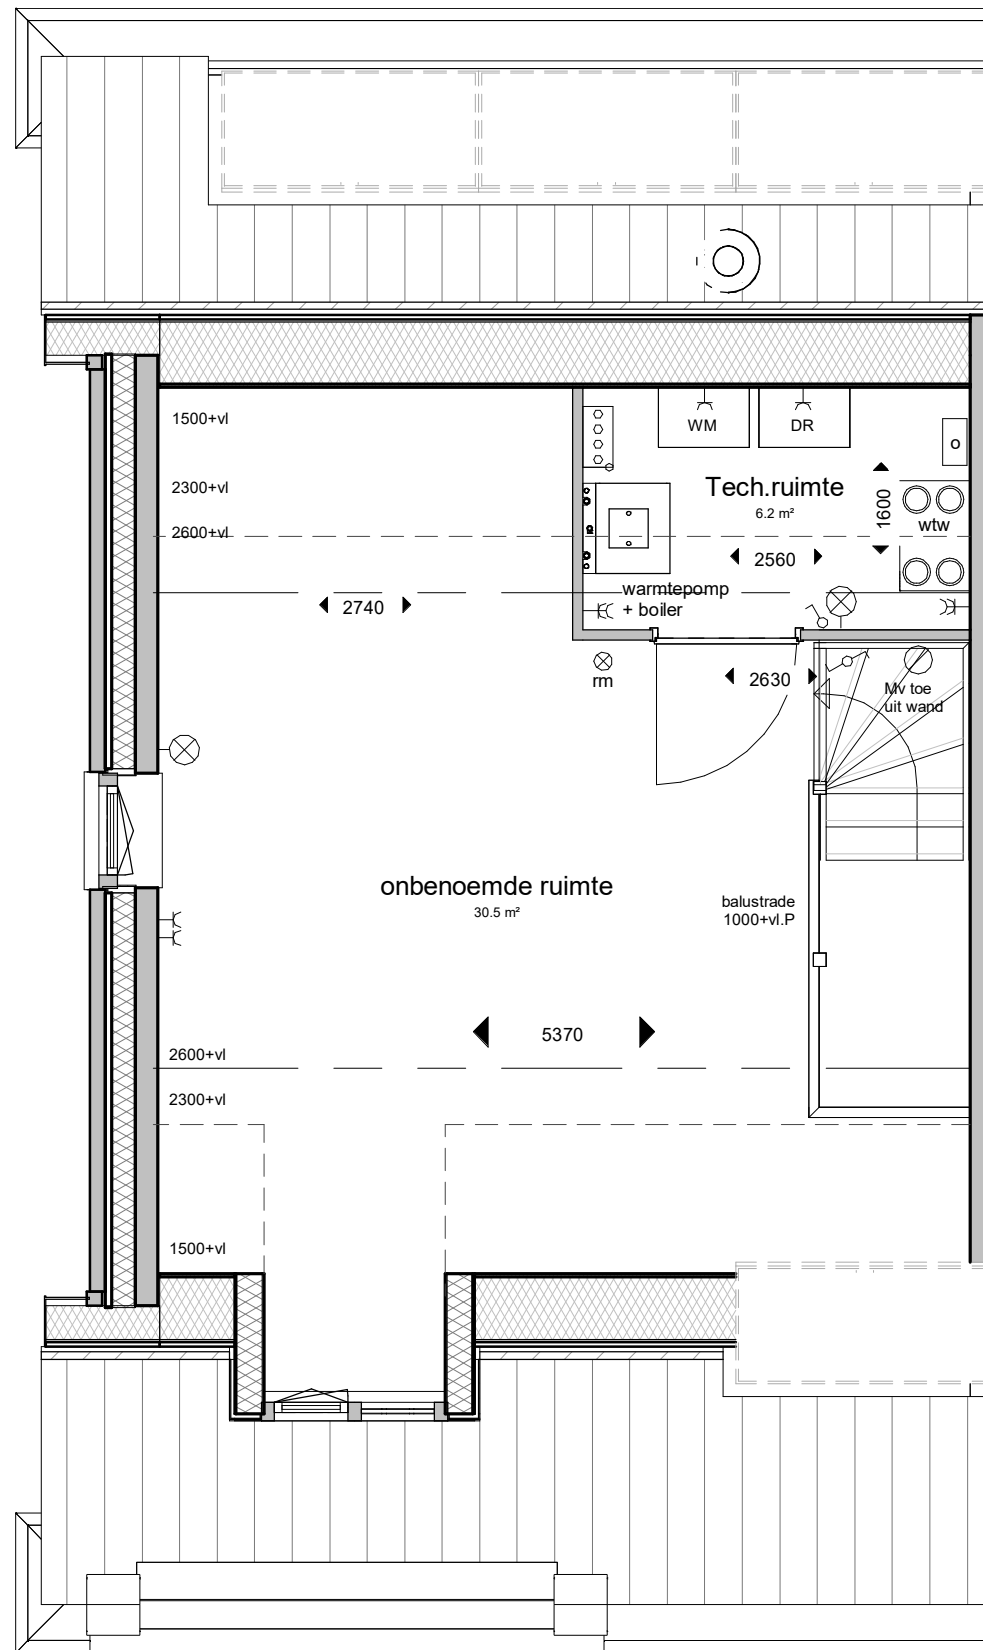 1500+vl
WM
DR
2300+vl
2600+vl
Tech.ruimte
6.2 m²
1600
wtw
2560
2740
warmtepomp
+ boiler
rm
2630
Mv toe
uit wand
onbenoemde ruimte
30.5 m²
balustrade
1000+vl.P
5370
2600+vl
2300+vl
1500+vl